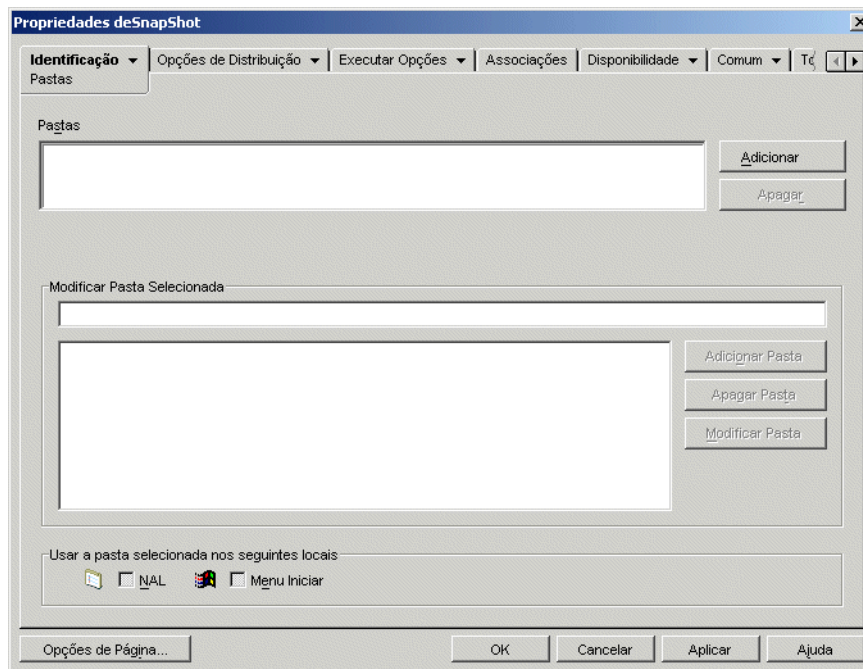 Propriedades deSnapShot
Identificação Opções de Distribuição Executar Opções Associações Disponibilidade Comum
Pastas
Pastas
Adicionar
Apagar
Modificar Pasta Selecionada
Adicionar Pasta
Apagar Pasta
Modificar Pasta
Usar a pasta selecionada nos seguintes locais
NAL Menu Iniciar
Opções de Página... OK Cancelar Aplicar Ajuda